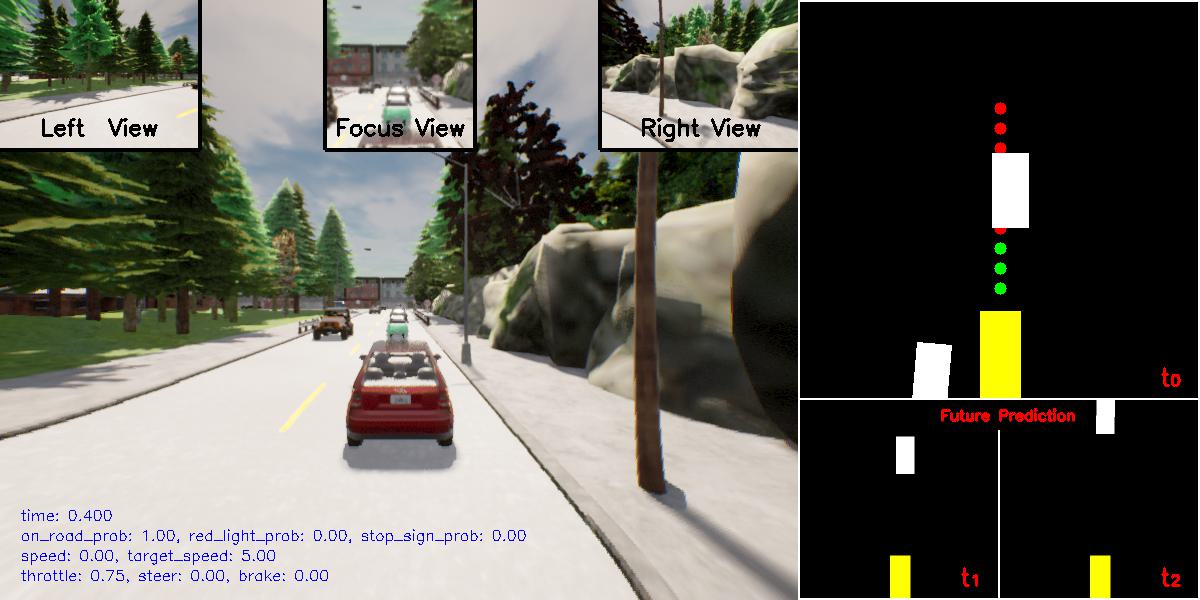 Left View
Focus View
Right View
t0
Future Prediction
t1
t2
time: 0.400
on_road_prob: 1.00, red_light_prob: 0.00, stop_sign_prob: 0.00
speed: 0.00, target_speed: 5.00
throttle: 0.75, steer: 0.00, brake: 0.00